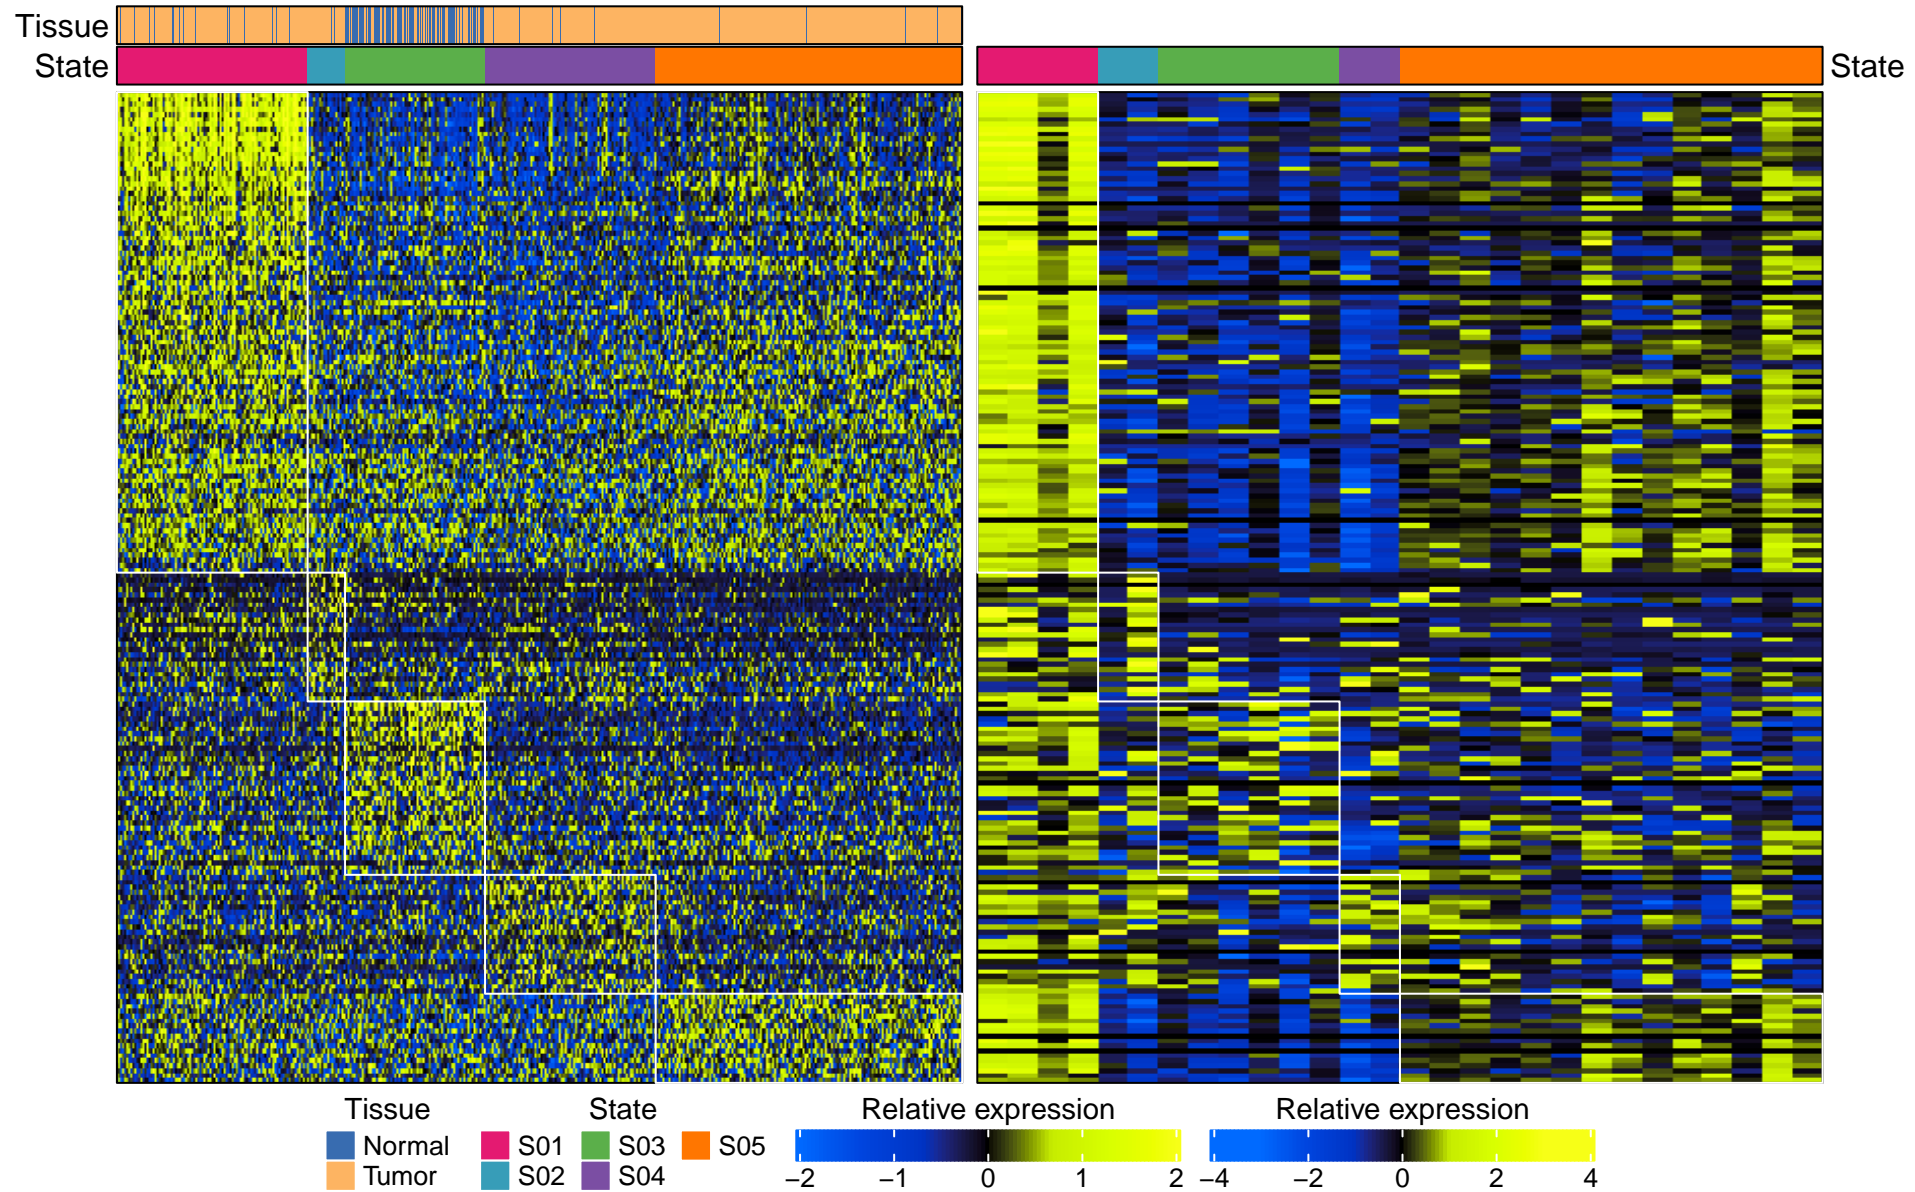 Tissue
State
State
Tissue State Relative expression Relative expression
Normal S01 S03 S05
Tumor S02 S04
−2 −1 0 1 2 −4 −2 0 2 4